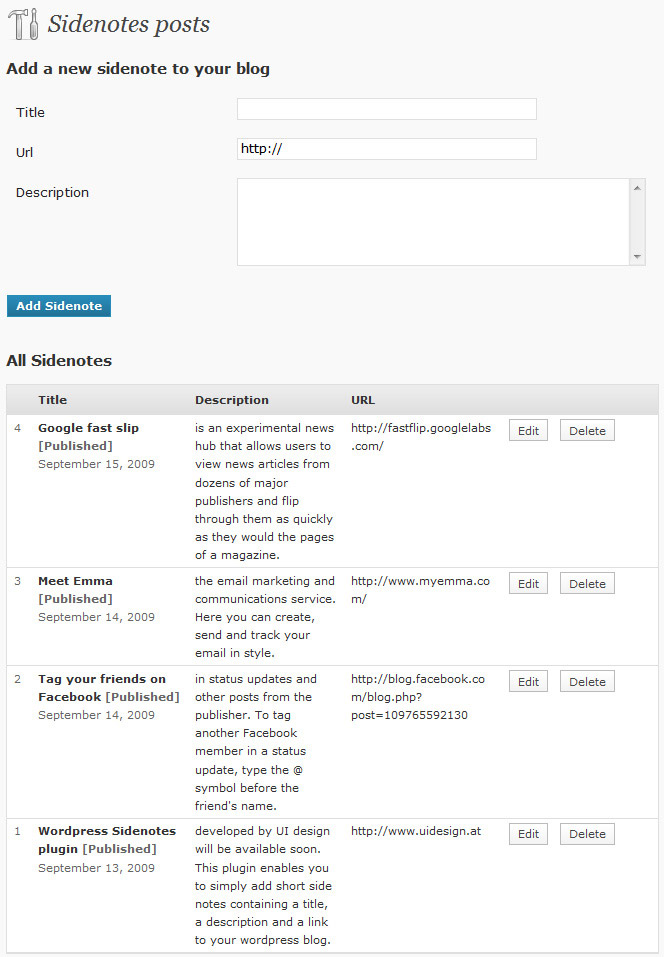 Sidenotes posts
Add a new sidenote to your blog
Title
Url
http://
Description
Add Sidenote
All Sidenotes
Title Description URL
4 Google fast slip is an experimental news http://fastflip.googlelabs Edit Delete
[Published] hub that allows users to .com/
September 15, 2009 view news articles from
dozens of major
publishers and flip
through them as quickly
as they would the pages
of a magazine.
3 Meet Emma the email marketing and http://www.myemma.co Edit Delete
[Published] communications service. m/
September 14, 2009 Here you can create,
send and track your
email in style.
2 Tag your friends on in status updates and http://blog.facebook.co Edit Delete
Facebook [Published] other posts from the m/blog.php?
September 14, 2009 publisher. To tag post=109765592130
another Facebook
member in a status
update, type the @
symbol before the
friend's name.
1 Wordpress Sidenotes developed by UI design http://www.uidesign.at Edit Delete
plugin [Published] will be available soon.
September 13, 2009 This plugin enables you
to simply add short side
notes containing a title,
a description and a link
to your wordpress blog.